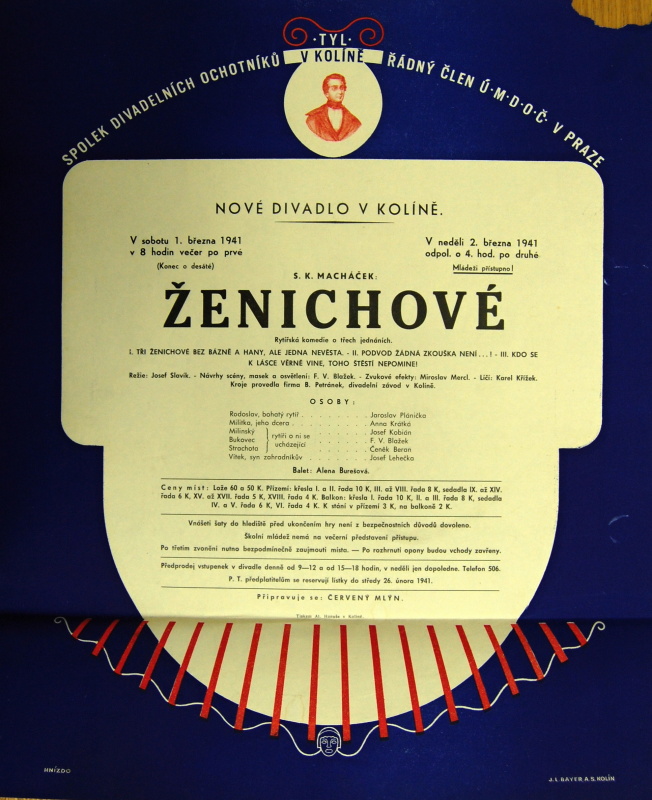 ·TYL·
V KOLÍNĚ
SPOLEK DIVADELNÍCH OCHOTNÍKŮ
ŘÁDNÝ ČLEN Ú·M·D·O·Č· V PRAZE
NOVÉ DIVADLO V KOLÍNĚ.
V sobotu 1. března 1941
v 8 hodin večer po prvé
(Konec o desáté)
V neděli 2. března 1941
odpol. o 4. hod. po druhé
Mládeži přístupno!
S. K. MACHÁČEK:
ŽENICHOVÉ
Rytířská komedie o třech jednáních.
I. TŘI ŽENICHOVÉ BEZ BÁZNĚ A HANY, ALE JEDNA NEVĚSTA. - II. PODVOD ŽÁDNÁ ZKOUŠKA NENÍ...! - III. KDO SE
K LÁSCE VĚRNĚ VINE, TOHO ŠTĚSTÍ NEPOMINE!
Režie: Josef Slavík. - Návrhy scény, masek a osvětlení: F. V. Blažek. - Zvukové efekty: Miroslav Mercl. - Líčí: Karel Křížek.
Kroje provedla firma B. Petránek, divadelní závod v Kolíně.
OSOBY:
Radoslav, bohatý rytíř . . . . . . . . Jaroslav Plánička
Militka, jeho dcera . . . . . . . . Anna Krátká
Milinský . . . . . . Josef Kobián
Bukovec } rytíři o ni se ucházející . . . . . . F. V. Blažek
Strachota . . . . . . Čeněk Beran
Vítek, syn zahradníkův . . . . . . Josef Lehečka
Balet: Alena Burešová.
Ceny míst: Lože 60 a 50 K. Přízemí: křesla I. a II. řada 10 K, III. až VIII. řada 8 K, sedadla IX. až XIV.
řada 6 K, XV. až XVII. řada 5 K, XVIII. řada 4 K. Balkon: křesla I. řada 10 K, II. a III. řada 8 K, sedadla
IV. a V. řada 6 K, VI. řada 4 K. K stání v přízemí 3 K, na balkoně 2 K.
Vnášeti šaty do hlediště před ukončením hry není z bezpečnostních důvodů dovoleno.
Školní mládež nemá na večerní představení přístupu.
Po třetím zvonění nutno bezpodmínečně zaujmouti místa. — Po rozhrnutí opony budou vchody zavřeny.
Předprodej vstupenek v divadle denně od 9—12 a od 15—18 hodin, v neděli jen dopoledne. Telefon 506.
P. T. předplatitelům se reservují lístky do středy 26. února 1941.
Připravuje se: ČERVENÝ MLÝN.
HNÍZDO
J. L. BAYER, A. S. KOLÍN